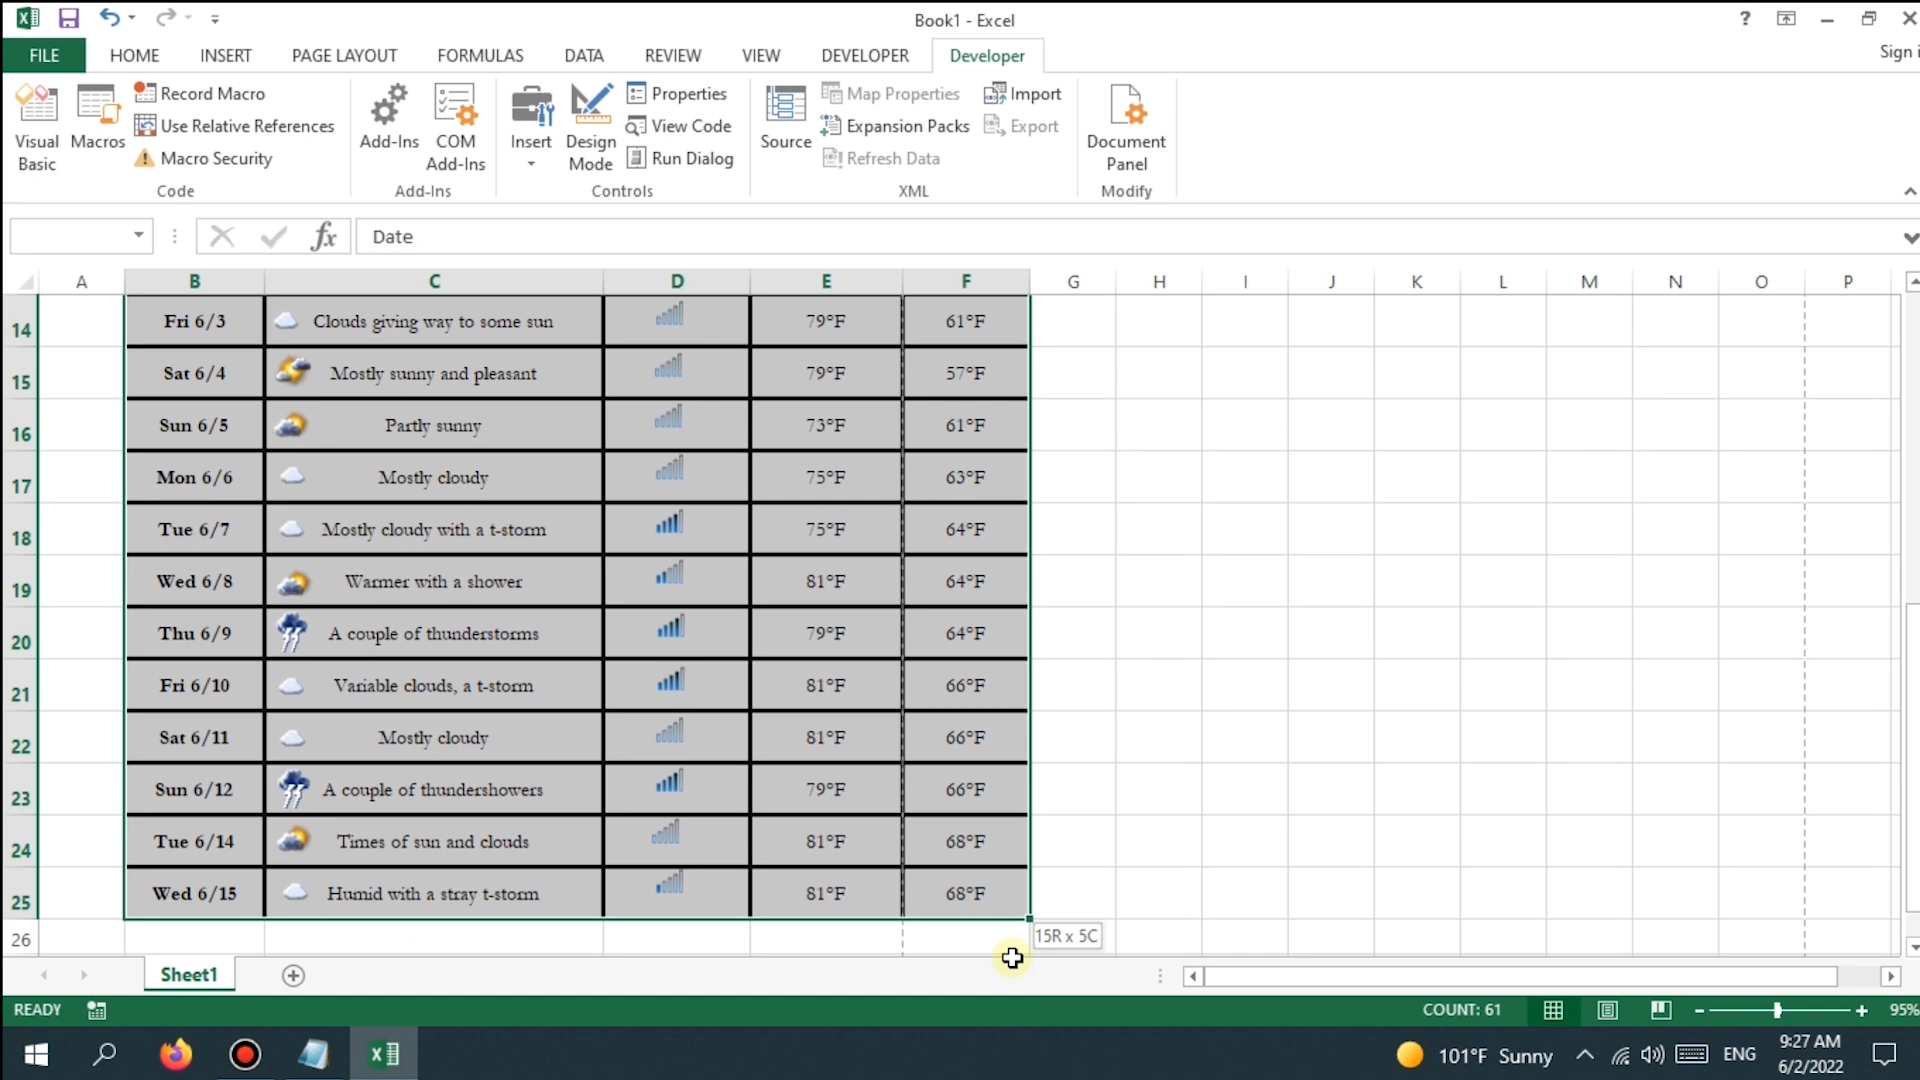 Book1 - Excel
?
Sign i
FILE HOME INSERT PAGE LAYOUT FORMULAS DATA REVIEW VIEW DEVELOPER Developer
Visual Basic
Macros
Record Macro
Use Relative References
Macro Security
Code
Add-Ins
COM Add-Ins
Add-Ins
Insert
Design Mode
Properties
View Code
Run Dialog
Controls
Source
Map Properties
Expansion Packs
Refresh Data
Import
Export
XML
Document Panel
Modify
fx Date
A B C D E F G H I J K L M N O P
14 Fri 6/3 Clouds giving way to some sun 79°F 61°F
15 Sat 6/4 Mostly sunny and pleasant 79°F 57°F
16 Sun 6/5 Partly sunny 73°F 61°F
17 Mon 6/6 Mostly cloudy 75°F 63°F
18 Tue 6/7 Mostly cloudy with a t-storm 75°F 64°F
19 Wed 6/8 Warmer with a shower 81°F 64°F
20 Thu 6/9 A couple of thunderstorms 79°F 64°F
21 Fri 6/10 Variable clouds, a t-storm 81°F 66°F
22 Sat 6/11 Mostly cloudy 81°F 66°F
23 Sun 6/12 A couple of thundershowers 79°F 66°F
24 Tue 6/14 Times of sun and clouds 81°F 68°F
25 Wed 6/15 Humid with a stray t-storm 81°F 68°F
26
15R x 5C
Sheet1
READY COUNT: 61 95%
101°F Sunny ENG 9:27 AM
6/2/2022